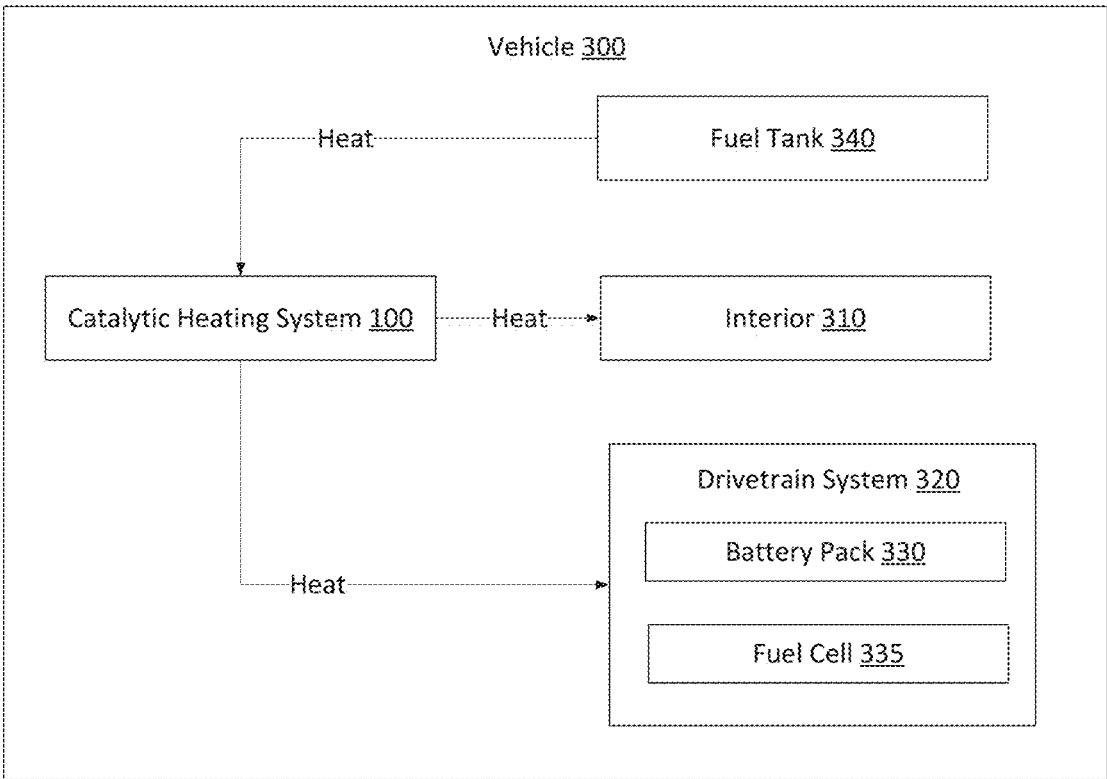 Vehicle 300
Heat
Fuel Tank 340
Catalytic Heating System 100
Heat
Interior 310
Drivetrain System 320
Battery Pack 330
Heat
Fuel Cell 335